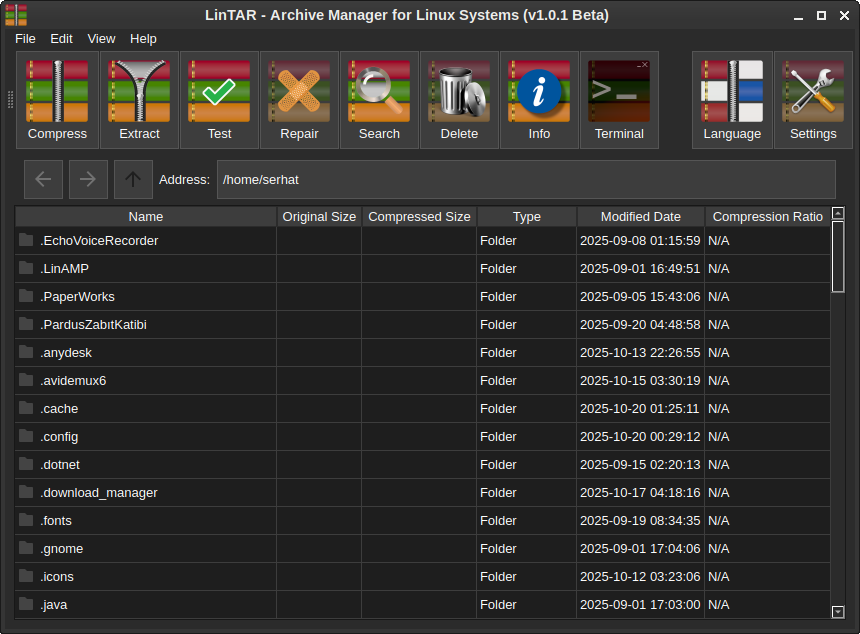 LinTAR - Archive Manager for Linux Systems (v1.0.1 Beta)
File Edit View Help
Compress Extract Test Repair Search Delete Info Terminal Language Settings
Address: /home/serhat
Name Original Size Compressed Size Type Modified Date Compression Ratio
.EchoVoiceRecorder Folder 2025-09-08 01:15:59 N/A
.LinAMP Folder 2025-09-01 16:49:51 N/A
.PaperWorks Folder 2025-09-05 15:43:06 N/A
.PardusZabıtKatibi Folder 2025-09-20 04:48:58 N/A
.anydesk Folder 2025-10-13 22:26:55 N/A
.avidemux6 Folder 2025-10-15 03:30:19 N/A
.cache Folder 2025-10-20 01:25:11 N/A
.config Folder 2025-10-20 00:29:12 N/A
.dotnet Folder 2025-09-15 02:20:13 N/A
.download_manager Folder 2025-10-17 04:18:16 N/A
.fonts Folder 2025-09-19 08:34:35 N/A
.gnome Folder 2025-09-01 17:04:06 N/A
.icons Folder 2025-10-12 03:23:06 N/A
.java Folder 2025-09-01 17:03:00 N/A